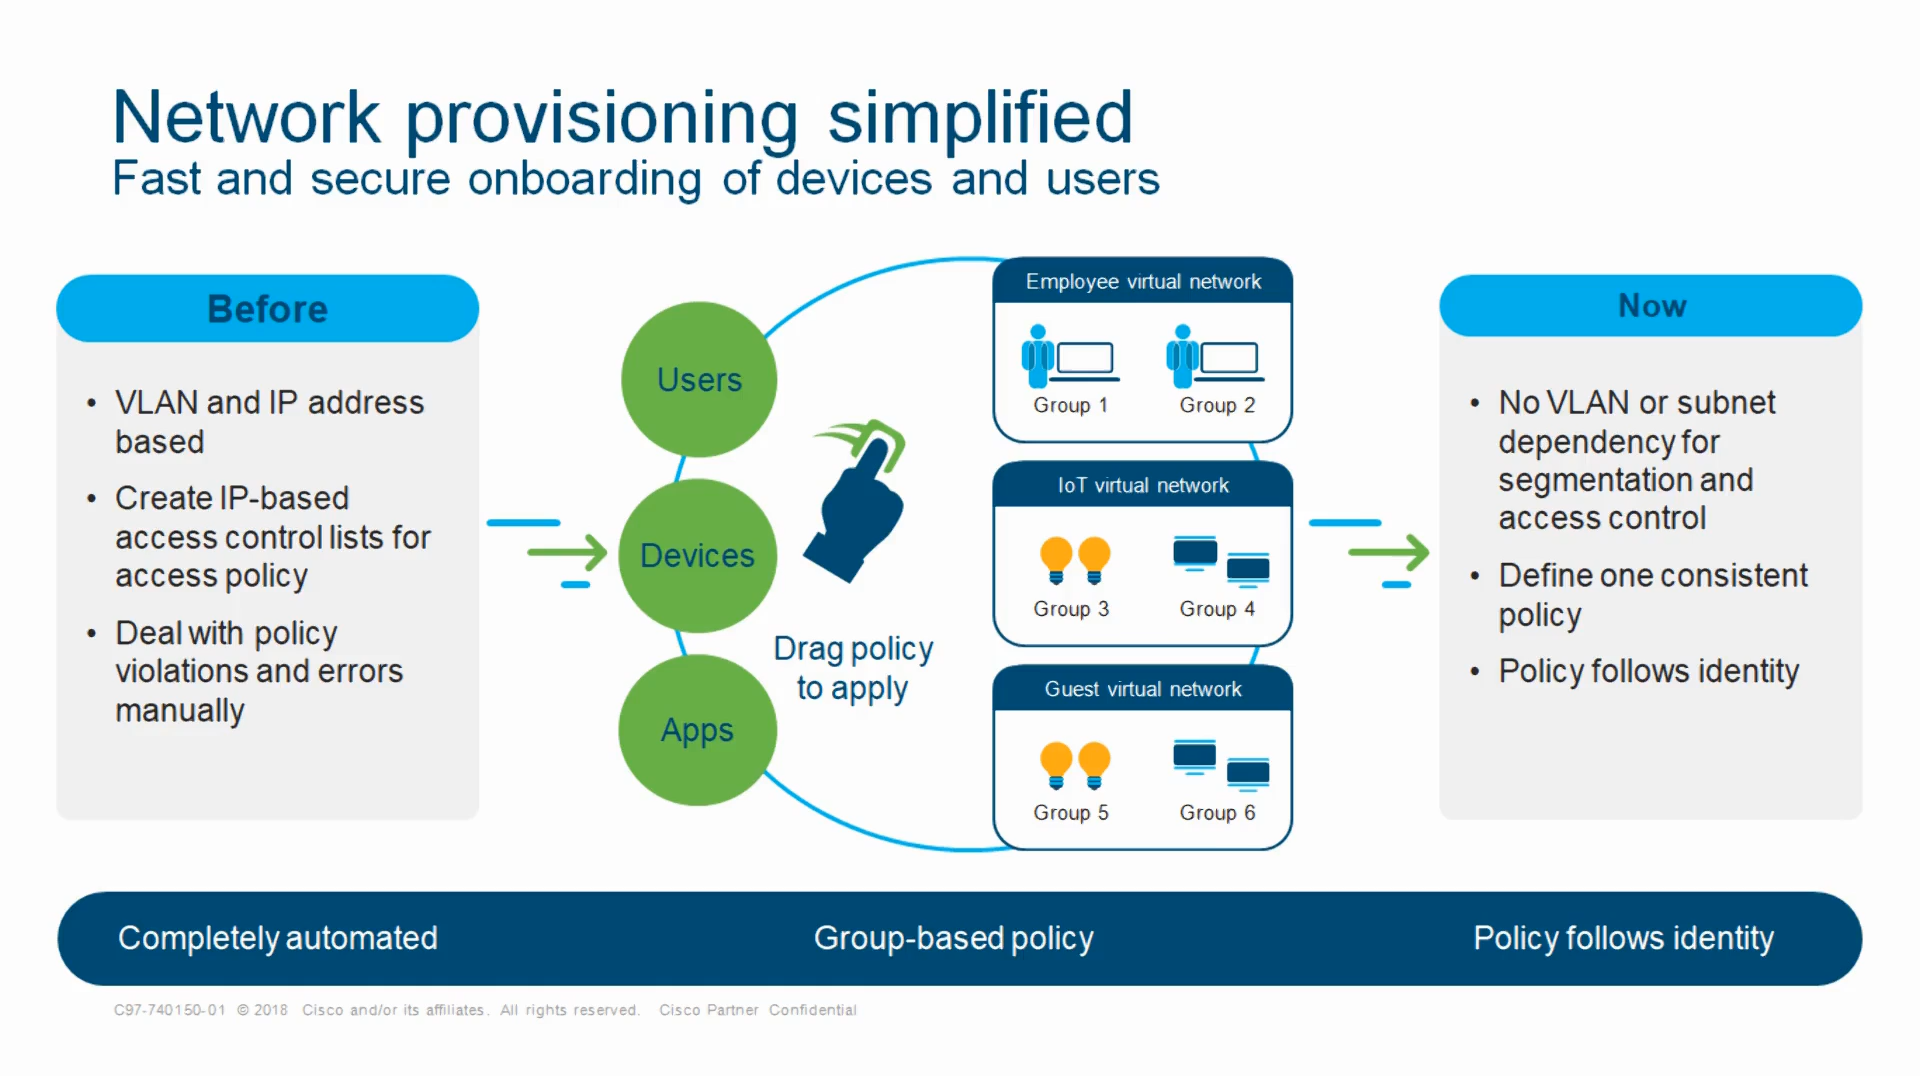 Network provisioning simplified
Fast and secure onboarding of devices and users
Before
• VLAN and IP address
based
• Create IP-based
access control lists for
access policy
• Deal with policy
violations and errors
manually
Users
Devices
Apps
Drag policy
to apply
Employee virtual network
Group 1
Group 2
IoT virtual network
Group 3
Group 4
Guest virtual network
Group 5
Group 6
Now
• No VLAN or subnet
dependency for
segmentation and
access control
• Define one consistent
policy
• Policy follows identity
Completely automated
Group-based policy
Policy follows identity
C97-740150-01 © 2018 Cisco and/or its affiliates. All rights reserved. Cisco Partner Confidential